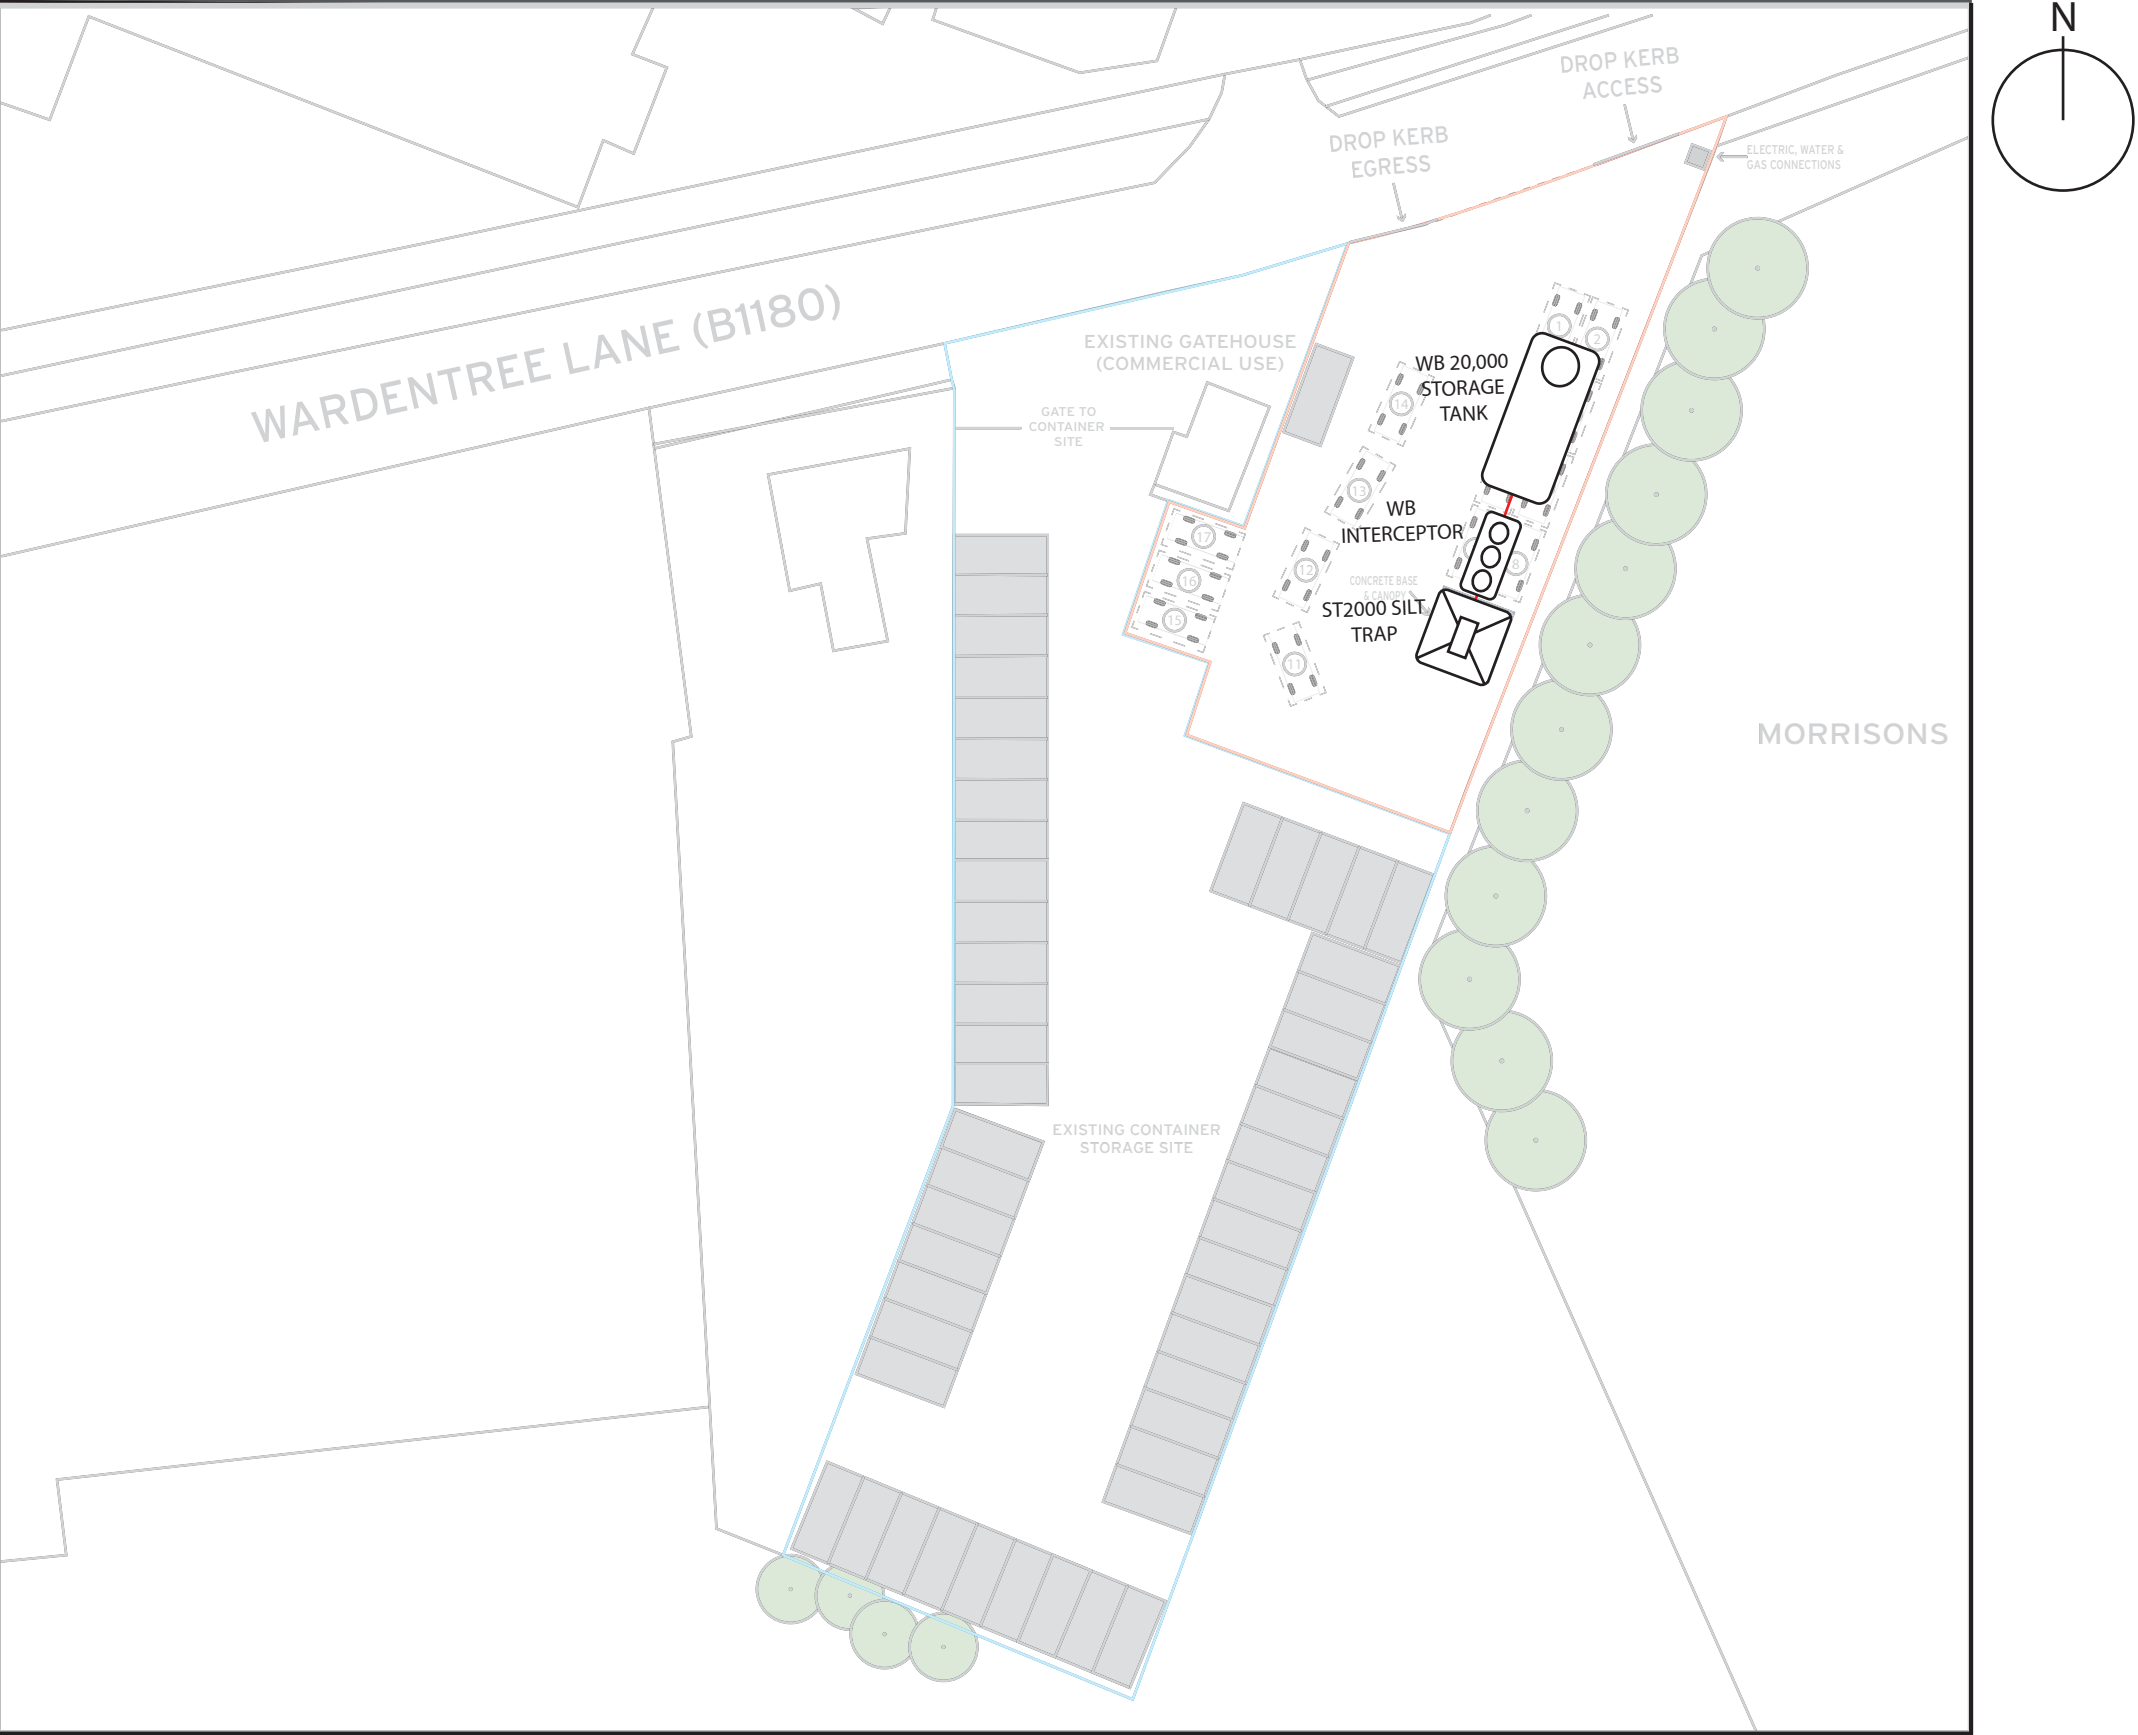 N
DROP KERB
ACCESS
DROP KERB
EGRESS
ELECTRIC, WATER &
GAS CONNECTIONS
WARDENTREE LANE (B1180)
EXISTING GATEHOUSE
(COMMERCIAL USE)
GATE TO
CONTAINER
SITE
1
2
WB 20,000
STORAGE
TANK
14
13
WB
INTERCEPTOR
17
16
15
12
8
CONCRETE BASE
& CANOPY
ST2000 SILT
TRAP
11
MORRISONS
EXISTING CONTAINER
STORAGE SITE